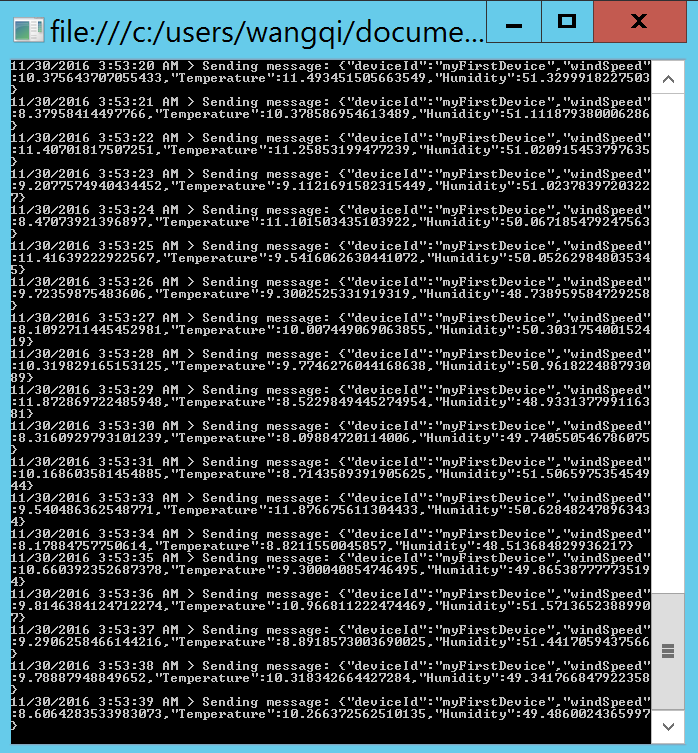 file:///c:/users/wangqi/docume...
11/30/2016 3:53:20 AM > Sending message: {"deviceId":"myFirstDevice","windSpeed"
:10.375643707055433,"Temperature":11.493451505663549,"Humidity":51.3299918227503
}
11/30/2016 3:53:21 AM > Sending message: {"deviceId":"myFirstDevice","windSpeed"
:8.37958414497766,"Temperature":10.378586954613489,"Humidity":51.111879380006286
}
11/30/2016 3:53:22 AM > Sending message: {"deviceId":"myFirstDevice","windSpeed"
:11.40701817507251,"Temperature":11.25853199477239,"Humidity":51.020915453797635
}
11/30/2016 3:53:23 AM > Sending message: {"deviceId":"myFirstDevice","windSpeed"
:9.2077574940434452,"Temperature":9.1121691582315449,"Humidity":51.0237839720322
7}
11/30/2016 3:53:24 AM > Sending message: {"deviceId":"myFirstDevice","windSpeed"
:8.47073921396897,"Temperature":11.101503435103922,"Humidity":50.067185479247563
}
11/30/2016 3:53:25 AM > Sending message: {"deviceId":"myFirstDevice","windSpeed"
:11.41639222922567,"Temperature":9.5416062630441072,"Humidity":50.05262984803534
5}
11/30/2016 3:53:26 AM > Sending message: {"deviceId":"myFirstDevice","windSpeed"
:9.72359875483606,"Temperature":9.3002525331919319,"Humidity":48.738959584729258
}
11/30/2016 3:53:27 AM > Sending message: {"deviceId":"myFirstDevice","windSpeed"
:8.1092711445452981,"Temperature":10.007449069063855,"Humidity":50.3031754001524
19}
11/30/2016 3:53:28 AM > Sending message: {"deviceId":"myFirstDevice","windSpeed"
:10.319829165153125,"Temperature":9.7746276044168638,"Humidity":50.9618224887930
89}
11/30/2016 3:53:29 AM > Sending message: {"deviceId":"myFirstDevice","windSpeed"
:11.872869722485948,"Temperature":8.5229849445274954,"Humidity":48.9331377991163
81}
11/30/2016 3:53:30 AM > Sending message: {"deviceId":"myFirstDevice","windSpeed"
:8.3160929793101239,"Temperature":8.09884720114006,"Humidity":49.740550546786075
}
11/30/2016 3:53:31 AM > Sending message: {"deviceId":"myFirstDevice","windSpeed"
:10.168603581454885,"Temperature":8.7143589391905625,"Humidity":51.5065975354549
44}
11/30/2016 3:53:33 AM > Sending message: {"deviceId":"myFirstDevice","windSpeed"
:9.540486362548771,"Temperature":11.876675611304433,"Humidity":50.62848247896343
4}
11/30/2016 3:53:34 AM > Sending message: {"deviceId":"myFirstDevice","windSpeed"
:8.17884757750614,"Temperature":8.8211550045857,"Humidity":48.513684829936217}
11/30/2016 3:53:35 AM > Sending message: {"deviceId":"myFirstDevice","windSpeed"
:10.660392352687378,"Temperature":9.300040854746495,"Humidity":49.86538777773519
4}
11/30/2016 3:53:36 AM > Sending message: {"deviceId":"myFirstDevice","windSpeed"
:9.8146384124712274,"Temperature":10.966811222474469,"Humidity":51.5713652388990
7}
11/30/2016 3:53:37 AM > Sending message: {"deviceId":"myFirstDevice","windSpeed"
:9.2906258466144216,"Temperature":8.8918573003690025,"Humidity":51.4417059437566
}
11/30/2016 3:53:38 AM > Sending message: {"deviceId":"myFirstDevice","windSpeed"
:9.78887948849652,"Temperature":10.318342664427284,"Humidity":49.341766847922358
}
11/30/2016 3:53:39 AM > Sending message: {"deviceId":"myFirstDevice","windSpeed"
:8.6064283533983073,"Temperature":10.266372562510135,"Humidity":49.4860024365997
}